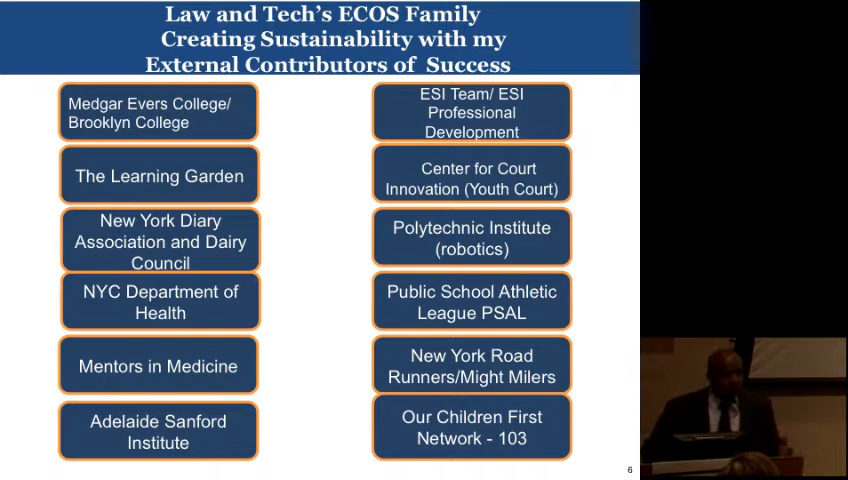 Law and Tech's ECOS Family
Creating Sustainability with my
External Contributors of Success
Medgar Evers College/
Brooklyn College
The Learning Garden
New York Diary
Association and Dairy
Council
NYC Department of
Health
Mentors in Medicine
Adelaide Sanford
Institute
ESI Team/ ESI
Professional
Development
Center for Court
Innovation (Youth Court)
Polytechnic Institute
(robotics)
Public School Athletic
League PSAL
New York Road
Runners/Might Milers
Our Children First
Network - 103
6